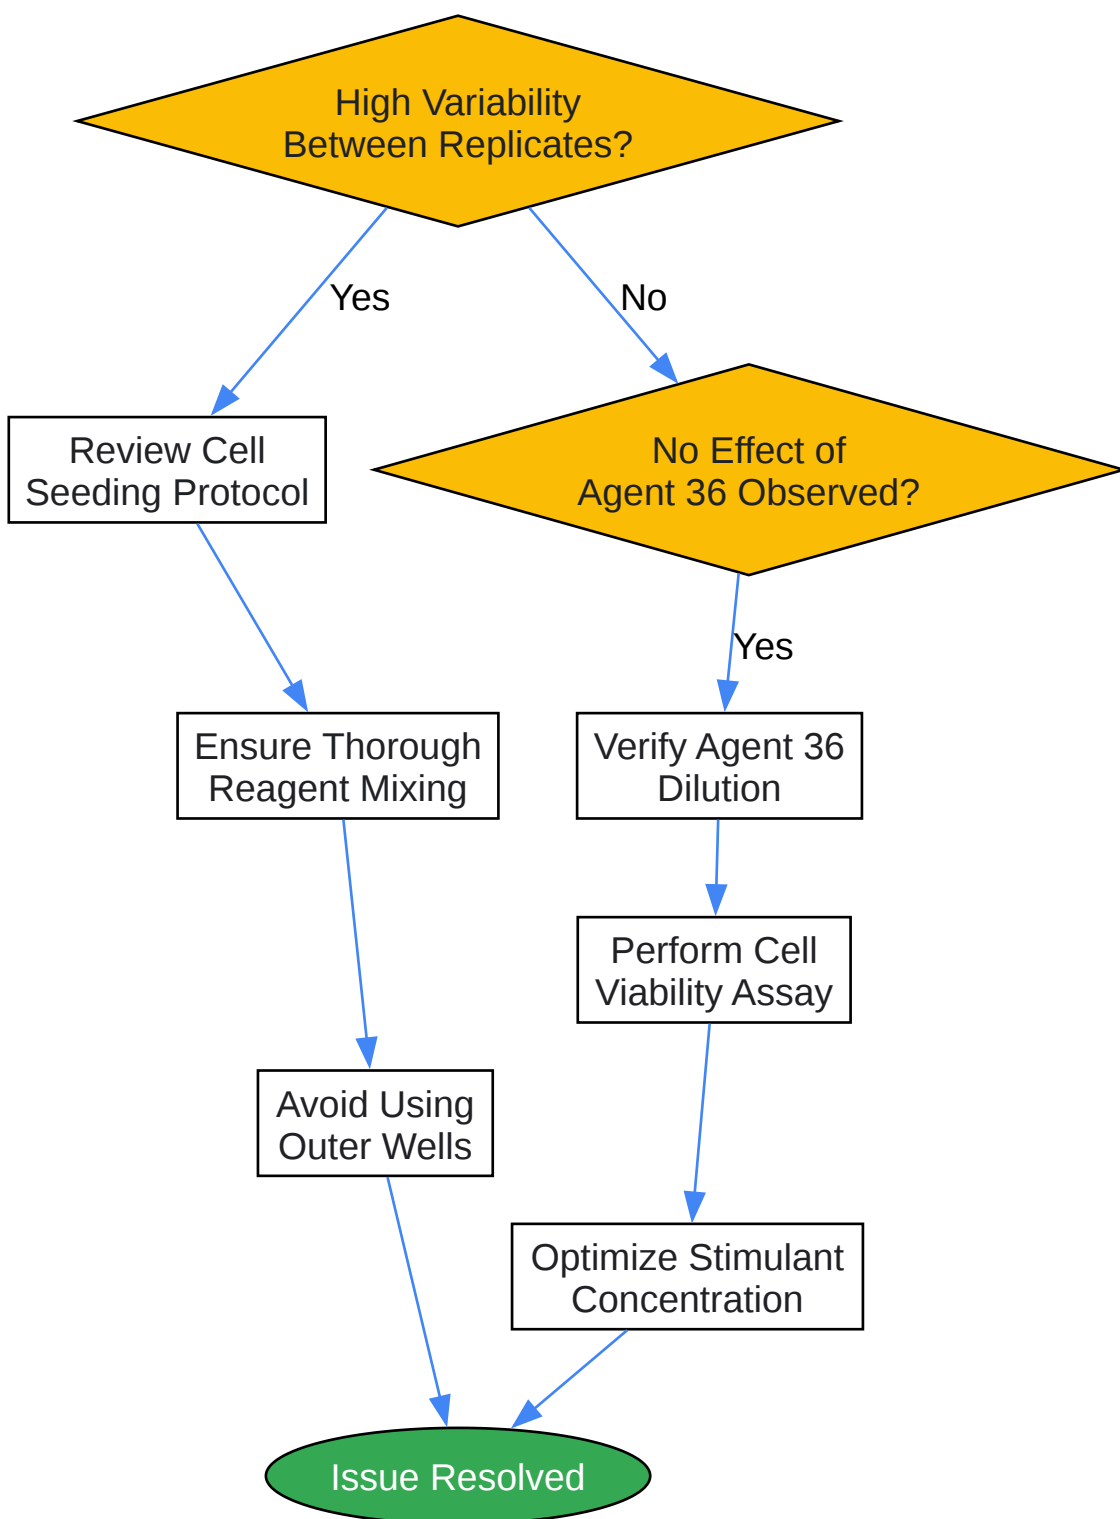 High Variability
Between Replicates?
Yes
No
Review Cell
Seeding Protocol
No Effect of
Agent 36 Observed?
Yes
Ensure Thorough
Reagent Mixing
Verify Agent 36
Dilution
Perform Cell
Viability Assay
Avoid Using
Outer Wells
Optimize Stimulant
Concentration
Issue Resolved